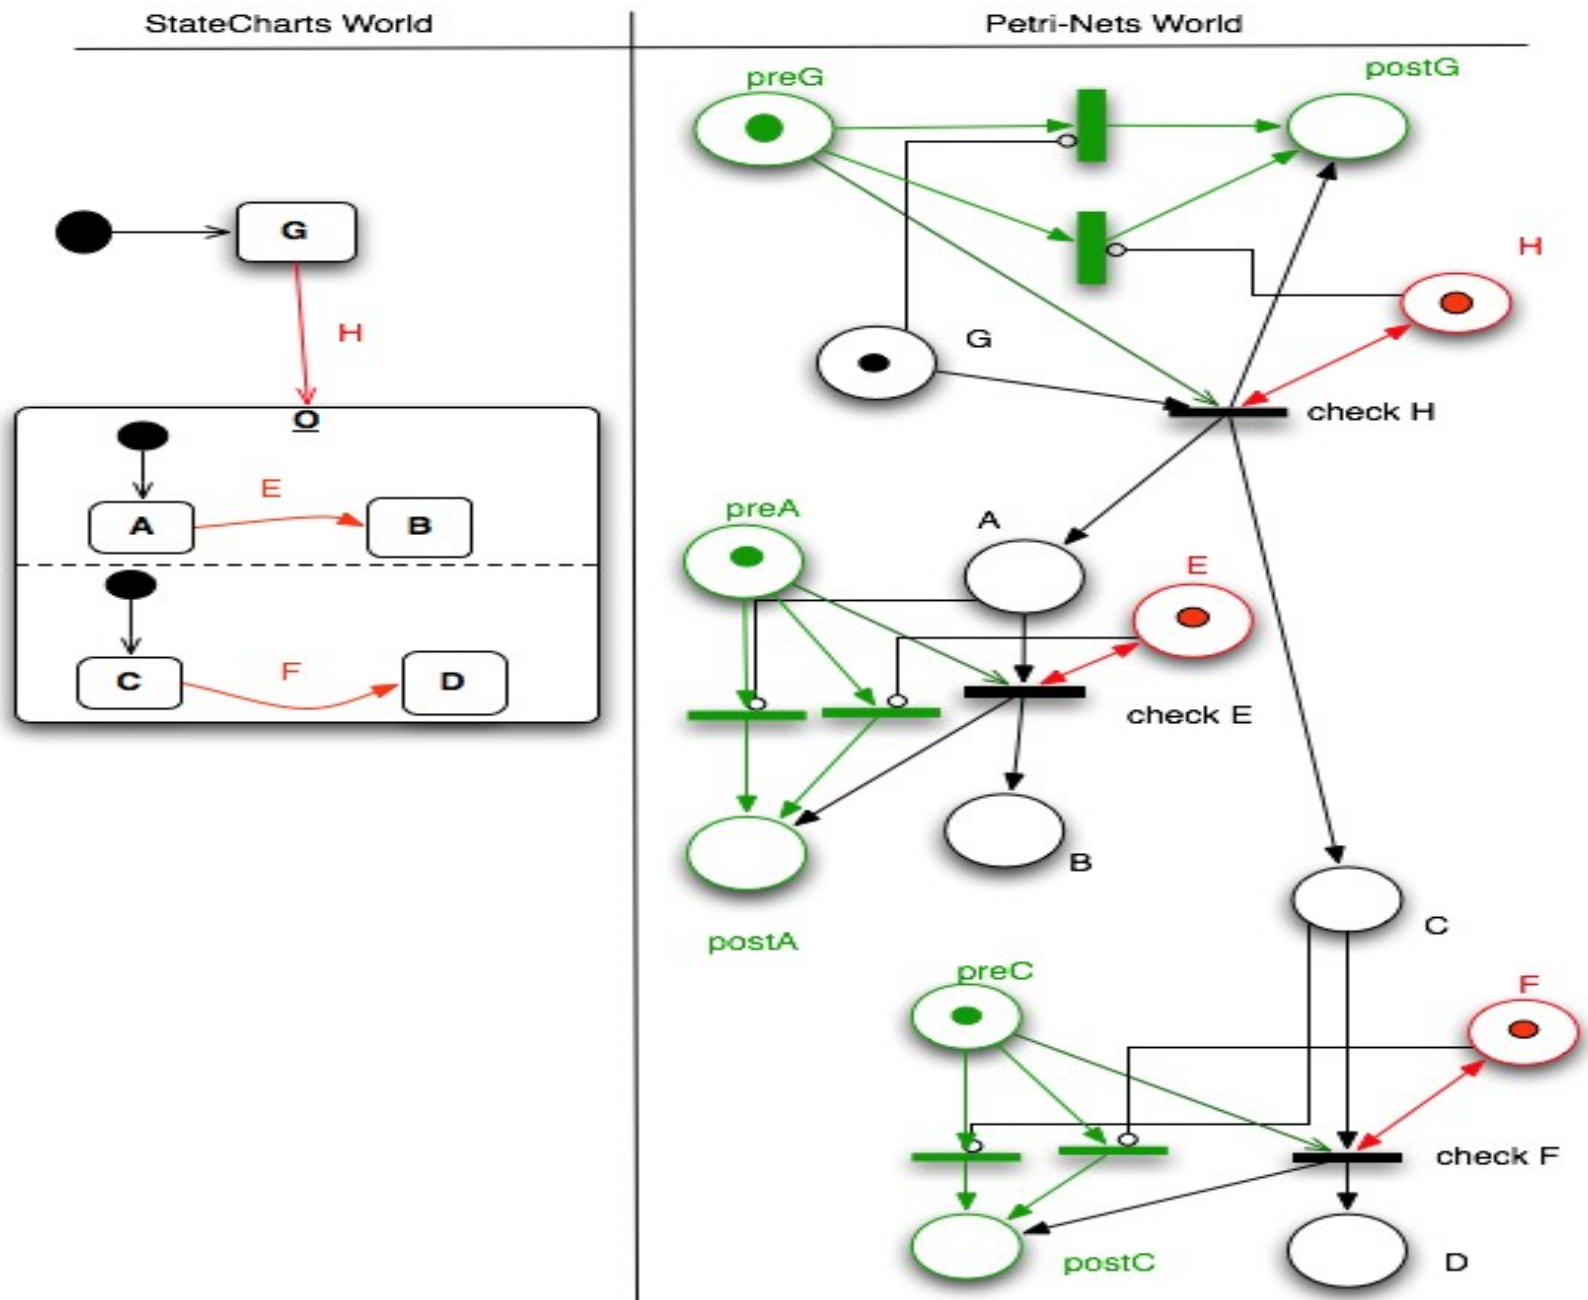 StateCharts World
Petri-Nets World
preG
postG
G
H
H
G
check H
O
E
A
B
preA
A
E
C
F
D
check E
B
postA
C
preC
F
check F
postC
D